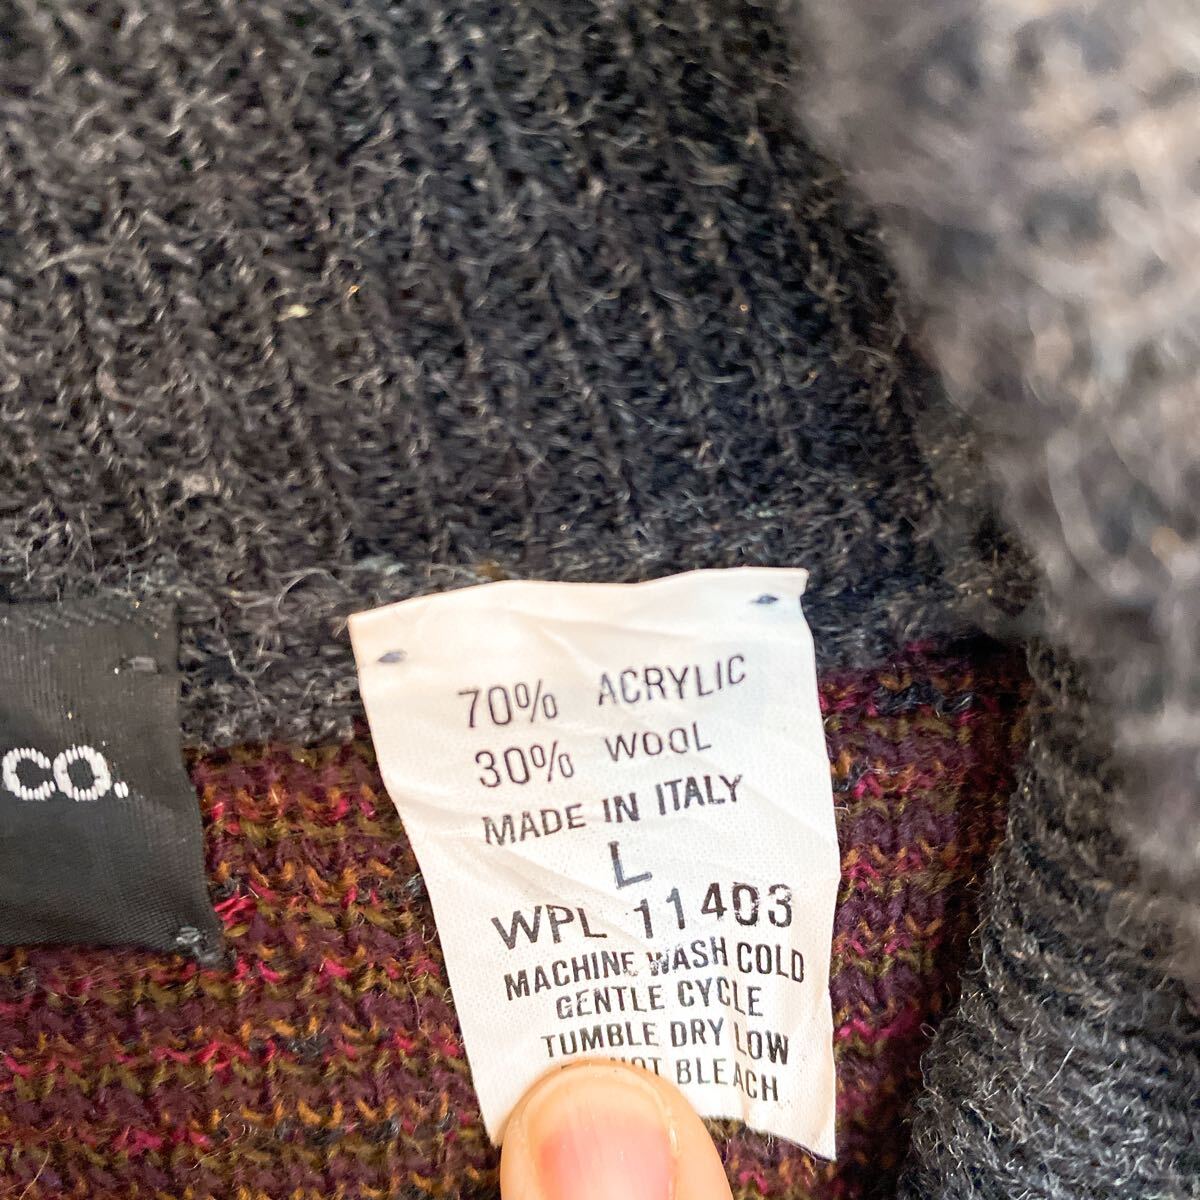 CO.
70% ACRYLIC
30% WOOL
MADE IN ITALY
L
WPL 11403
MACHINE WASH COLD
GENTLE CYCLE
TUMBLE DRY LOW
NOT BLEACH